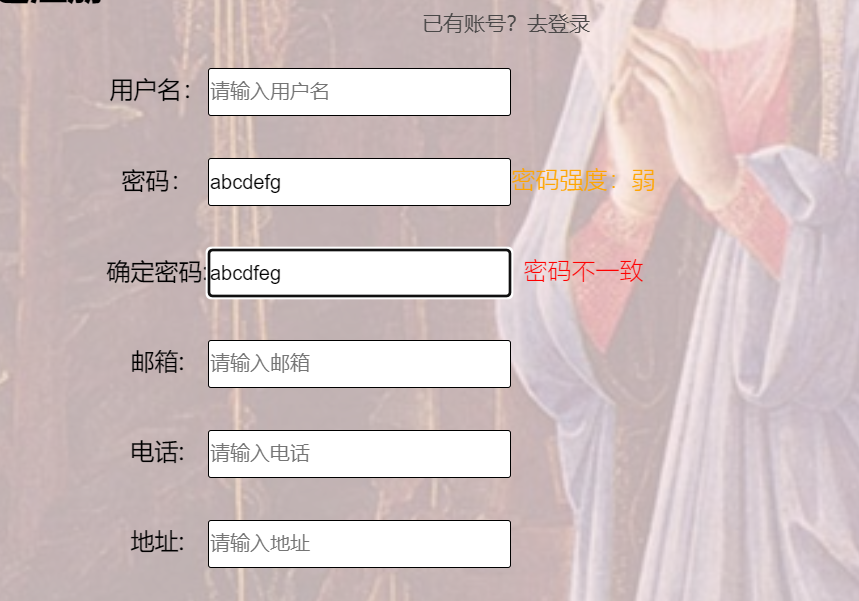 已有账号？去登录
用户名： 请输入用户名
密码： abcdefg 密码强度：弱
确定密码: abcdfeg 密码不一致
邮箱: 请输入邮箱
电话: 请输入电话
地址: 请输入地址